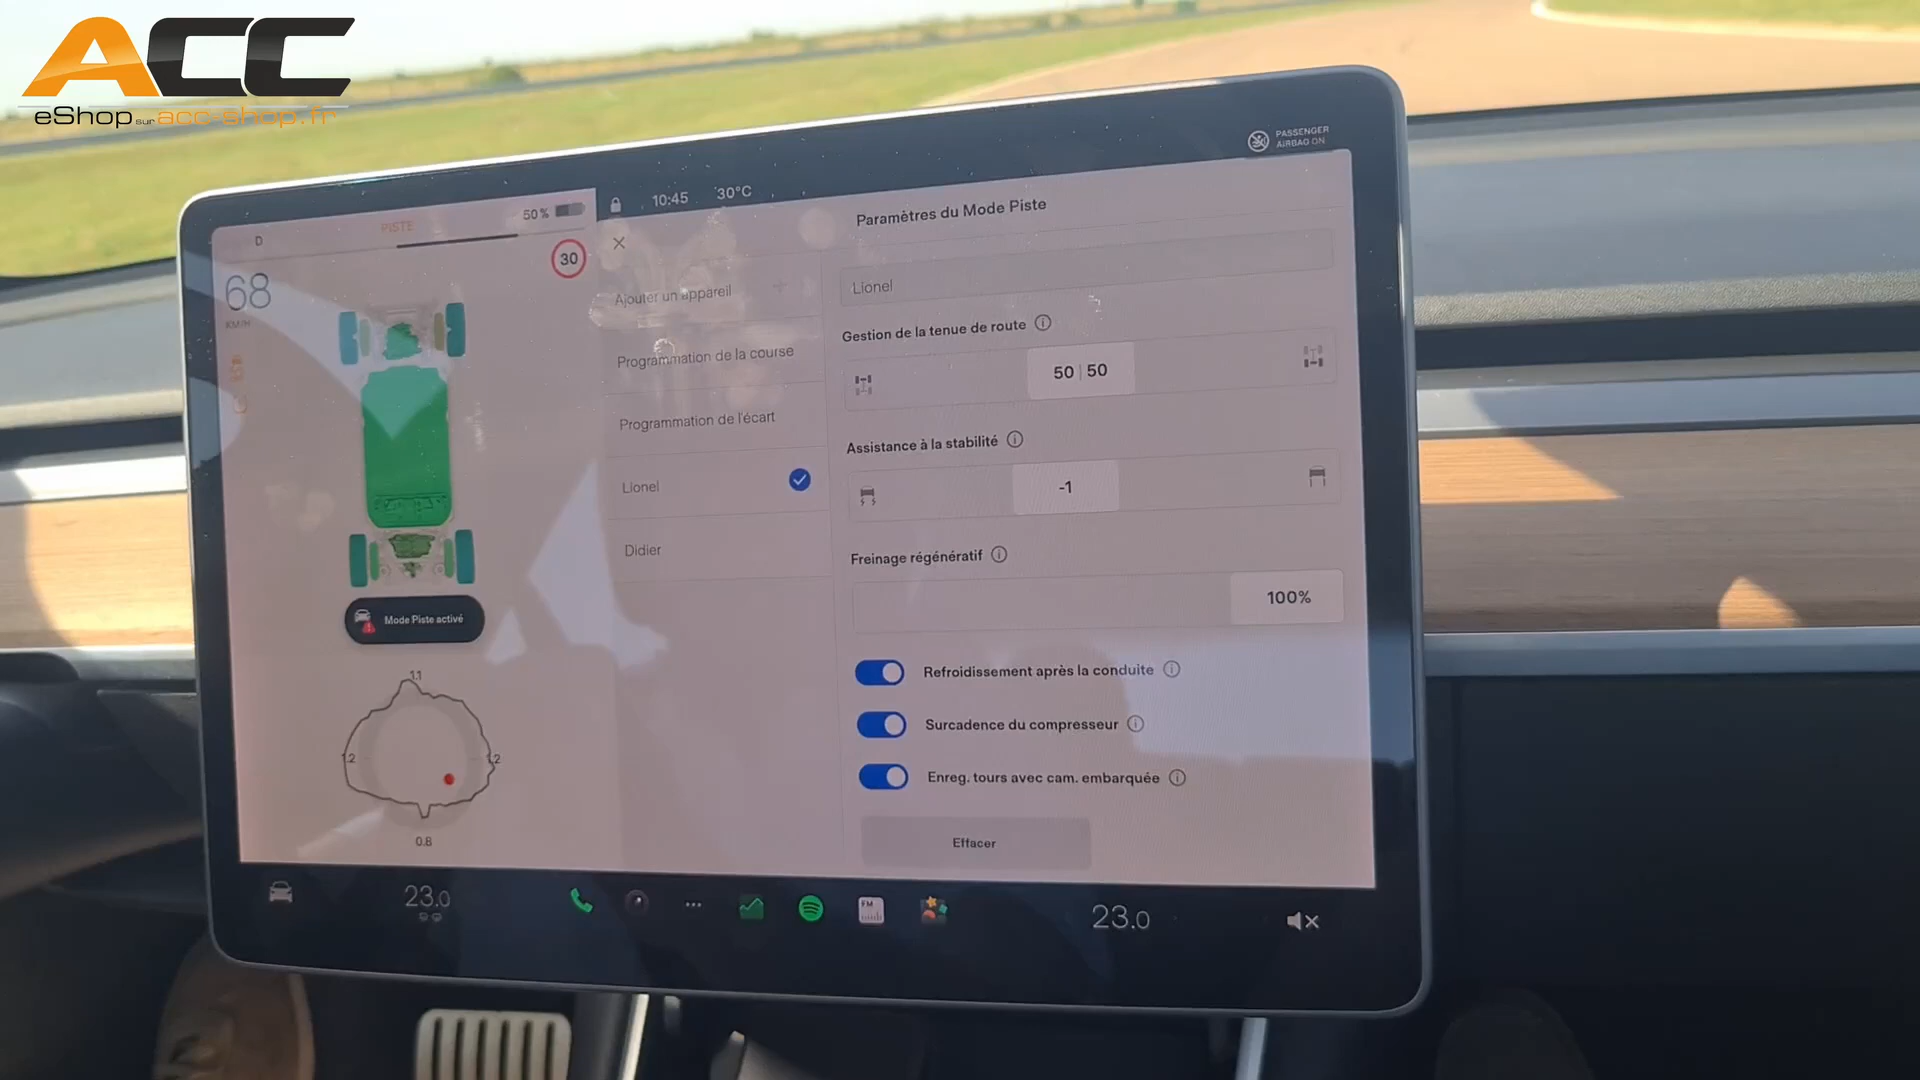 ACC
eShop sur acc-shop.fr
PASSENGER
AIRBAG ON
D
PISTE
50 %
10:45
30°C
68
KM/H
30
Mode Piste activé
1.1
1.2
1.2
0.8
Paramètres du Mode Piste
Ajouter un appareil +
Programmation de la course
Programmation de l'écart
Lionel
Didier
Lionel
Gestion de la tenue de route
50 | 50
Assistance à la stabilité
-1
Freinage régénératif
100%
Refroidissement après la conduite
Surcadence du compresseur
Enreg. tours avec cam. embarquée
Effacer
23.0
FM
23.0